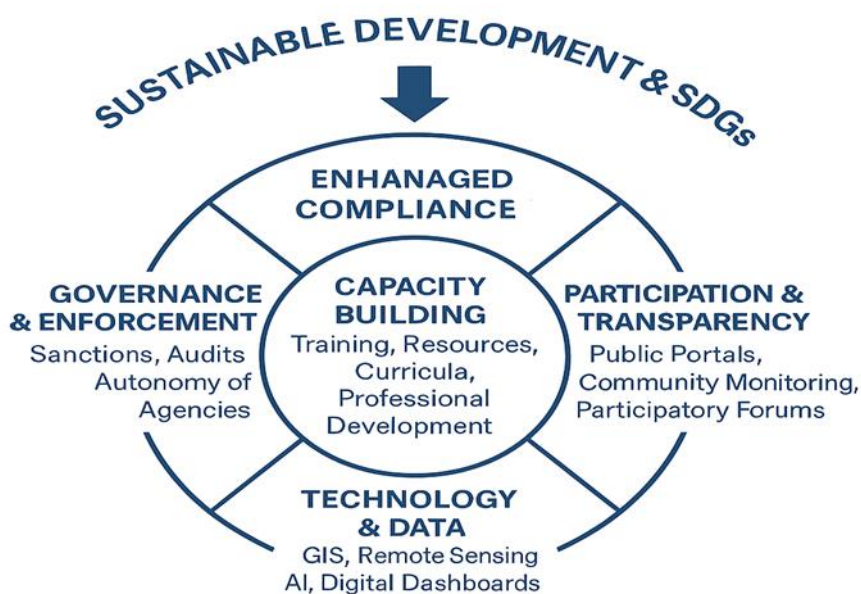 SUSTAINABLE DEVELOPMENT & SDGs
ENHANAGED
COMPLIANCE
GOVERNANCE
& ENFORCEMENT
Sanctions, Audits
Autonomy of
Agencies
CAPACITY
BUILDING
Training, Resources,
Curricula,
Professional
Development
PARTICIPATION &
TRANSPARENCY
Public Portals,
Community Monitoring,
Participatory Forums
TECHNOLOGY
& DATA
GIS, Remote Sensing
AI, Digital Dashboards